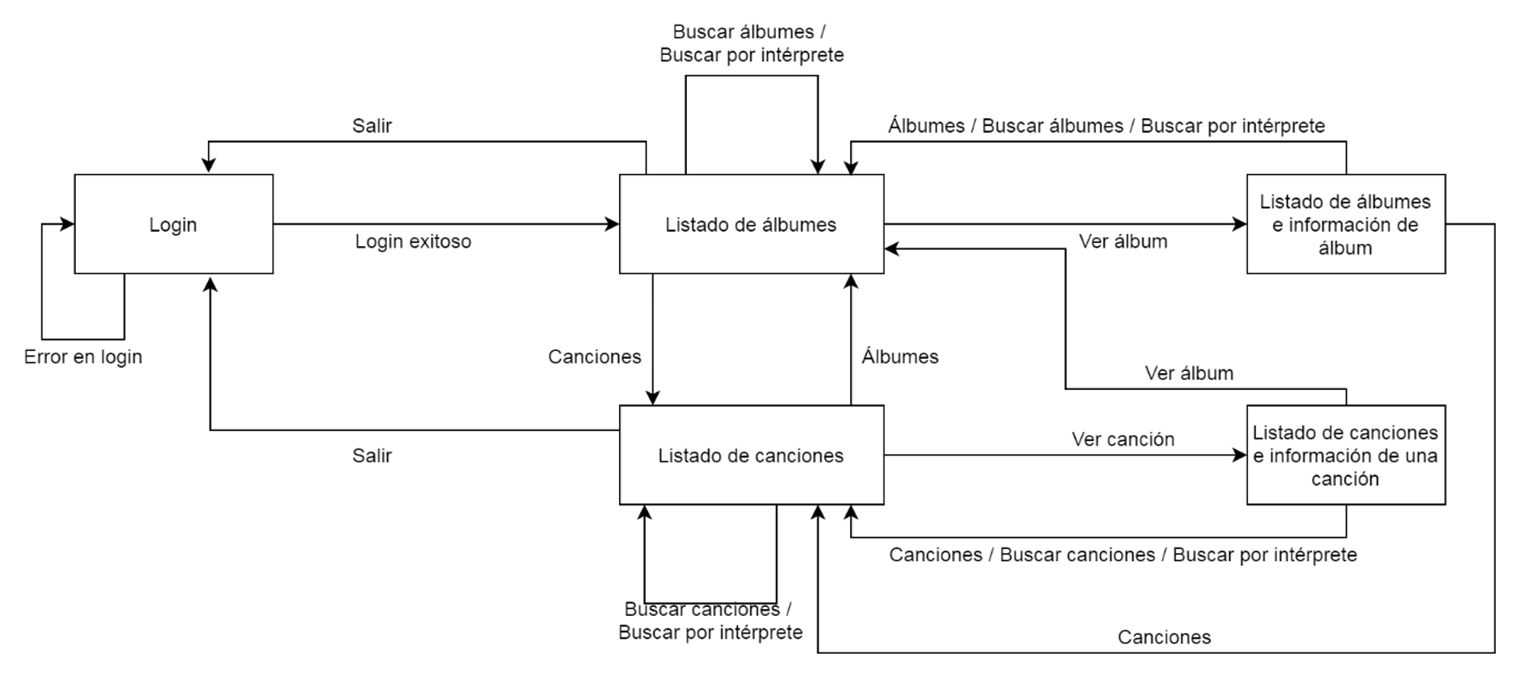 Buscar álbumes /
Buscar por intérprete
Salir
Álbumes / Buscar álbumes / Buscar por intérprete
Login
Login exitoso
Listado de álbumes
Ver álbum
Listado de álbumes
e información de
álbum
Error en login
Canciones
Álbumes
Ver álbum
Salir
Listado de canciones
Ver canción
Listado de canciones
e información de una
canción
Canciones / Buscar canciones / Buscar por intérprete
Buscar canciones /
Buscar por intérprete
Canciones